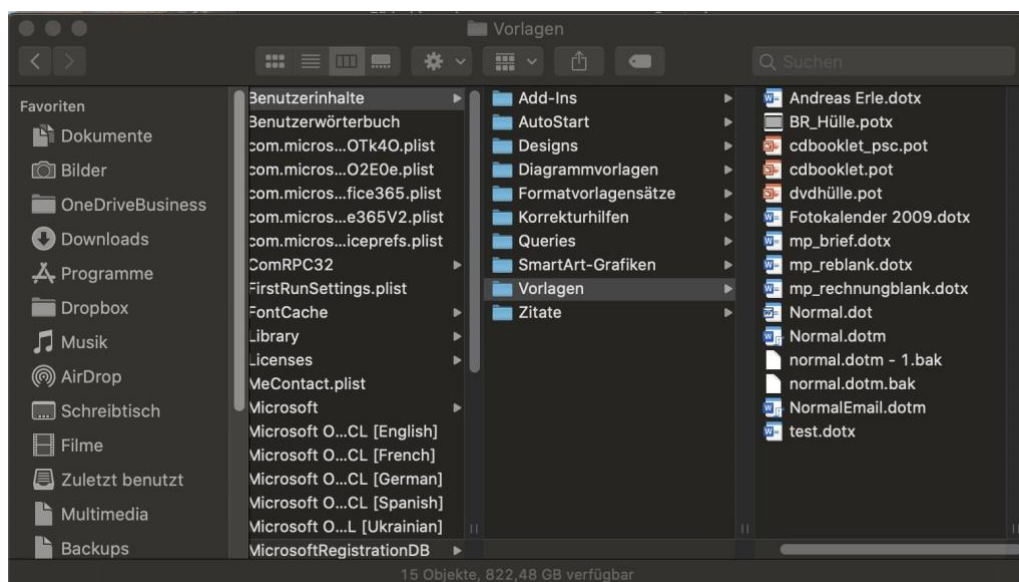 Vorlagen
Suchen
Favoriten
Dokumente
Bilder
OneDriveBusiness
Downloads
Programme
Dropbox
Musik
AirDrop
Schreibtisch
Filme
Zuletzt benutzt
Multimedia
Backups
Benutzerinhalte
Benutzerwörterbuch
com.micros...OTk4O.plist
com.micros...O2E0e.plist
com.micros...fice365.plist
com.micros...e365V2.plist
com.micros...iceprefs.plist
ComRPC32
FirstRunSettings.plist
FontCache
Library
Licenses
MeContact.plist
Microsoft
Microsoft O...CL [English]
Microsoft O...CL [French]
Microsoft O...CL [German]
Microsoft O...CL [Spanish]
Microsoft O...L [Ukrainian]
MicrosoftRegistrationDB
Add-Ins
AutoStart
Designs
Diagrammvorlagen
Formatvorlagensätze
Korrekturhilfen
Queries
SmartArt-Grafiken
Vorlagen
Zitate
Andreas Erle.dotx
BR_Hülle.potx
cdbooklet_psc.pot
cdbooklet.pot
dvdhülle.pot
Fotokalender 2009.dotx
mp_brief.dotx
mp_reblank.dotx
mp_rechnungblank.dotx
Normal.dot
Normal.dotm
normal.dotm - 1.bak
normal.dotm.bak
NormalEmail.dotm
test.dotx
15 Objekte, 822,48 GB verfügbar